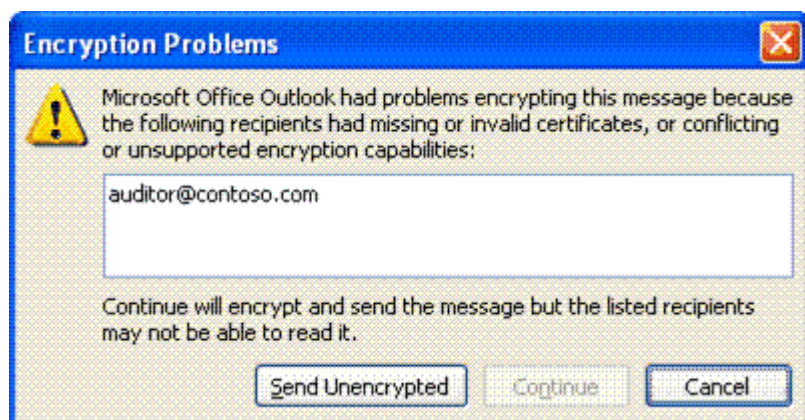 Encryption Problems
Microsoft Office Outlook had problems encrypting this message because
the following recipients had missing or invalid certificates, or conflicting
or unsupported encryption capabilities:
auditor@contoso.com
Continue will encrypt and send the message but the listed recipients
may not be able to read it.
Send Unencrypted Continue Cancel